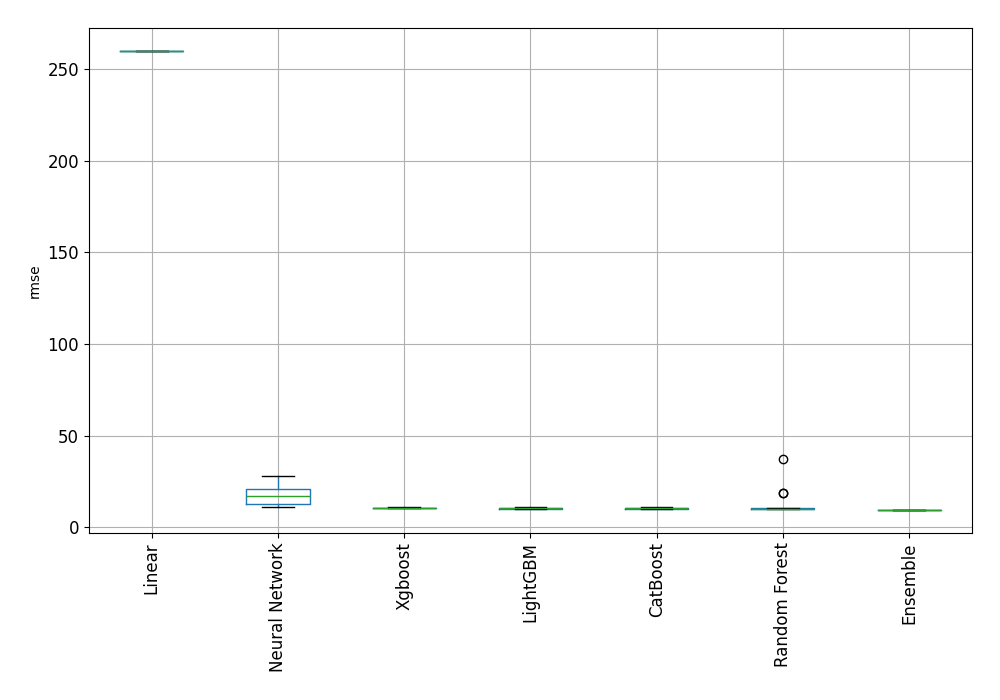 250
200
150
100
50
0
rmse
Linear
Neural Network
Xgboost
LightGBM
CatBoost
Random Forest
Ensemble